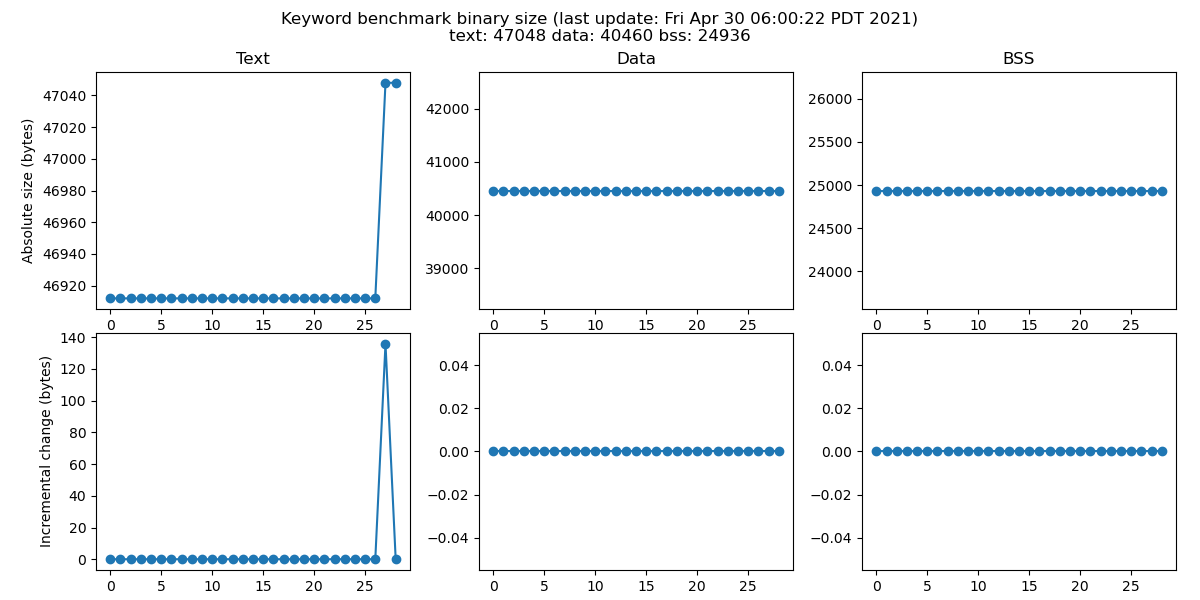 Keyword benchmark binary size (last update: Fri Apr 30 06:00:22 PDT 2021)
text: 47048 data: 40460 bss: 24936
Text
Data
BSS
Absolute size (bytes)
47040
47020
47000
46980
46960
46940
46920
0 5 10 15 20 25
42000
41000
40000
39000
0 5 10 15 20 25
26000
25500
25000
24500
24000
0 5 10 15 20 25
Incremental change (bytes)
140
120
100
80
60
40
20
0
0 5 10 15 20 25
0.04
0.02
0.00
−0.02
−0.04
0 5 10 15 20 25
0.04
0.02
0.00
−0.02
−0.04
0 5 10 15 20 25